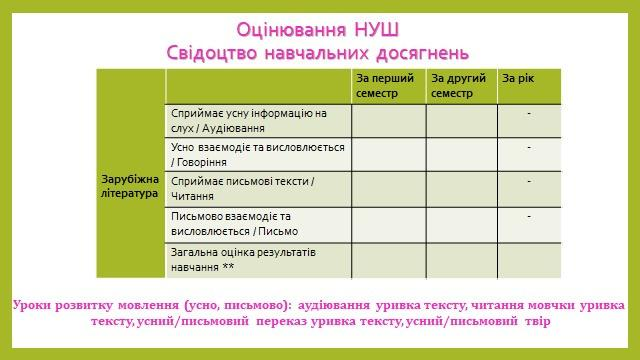 Оцінювання НУШ
Свідоцтво навчальних досягнень
За перший
семестр
За другий
семестр
За рік
Зарубіжна
література
Сприймає усну інформацію на
слух / Аудіювання
-
Усно взаємодіє та висловлюється
/ Говоріння
-
Сприймає письмові тексти /
Читання
-
Письмово взаємодіє та
висловлюється / Письмо
-
Загальна оцінка результатів
навчання **
Уроки розвитку мовлення (усно, письмово): аудіювання уривка тексту, читання мовчки уривка
тексту, усний/письмовий переказ уривка тексту, усний/письмовий твір